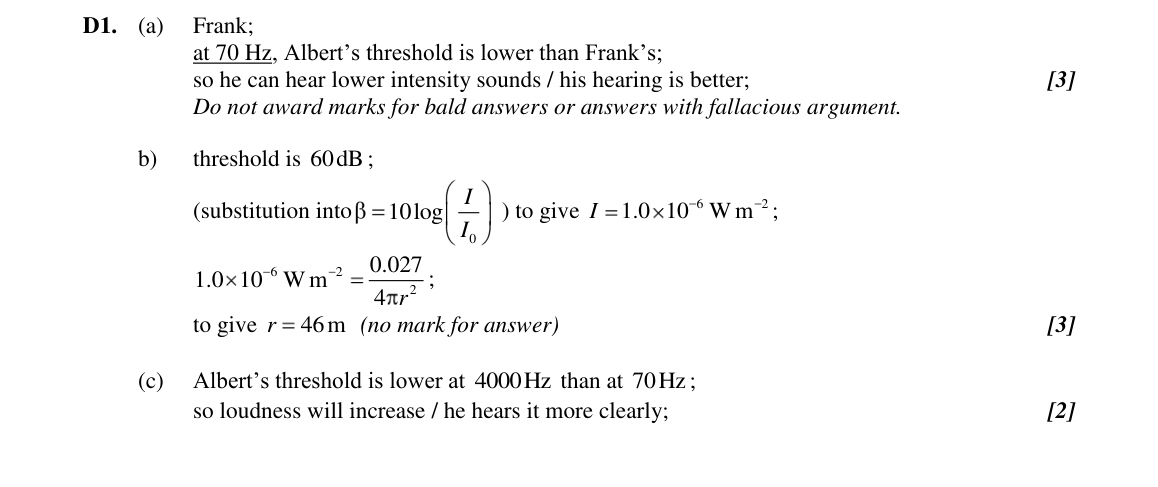 D1. (a) Frank;
at 70 Hz, Albert's threshold is lower than Frank's;
so he can hear lower intensity sounds / his hearing is better; [3]
Do not award marks for bald answers or answers with fallacious argument.
b) threshold is 60 dB ;
(substitution into β = 10 log(I/I₀) ) to give I = 1.0×10⁻⁶ W m⁻² ;
1.0×10⁻⁶ W m⁻² = 0.027/4πr² ;
to give r = 46 m (no mark for answer) [3]
(c) Albert's threshold is lower at 4000 Hz than at 70 Hz ;
so loudness will increase / he hears it more clearly; [2]